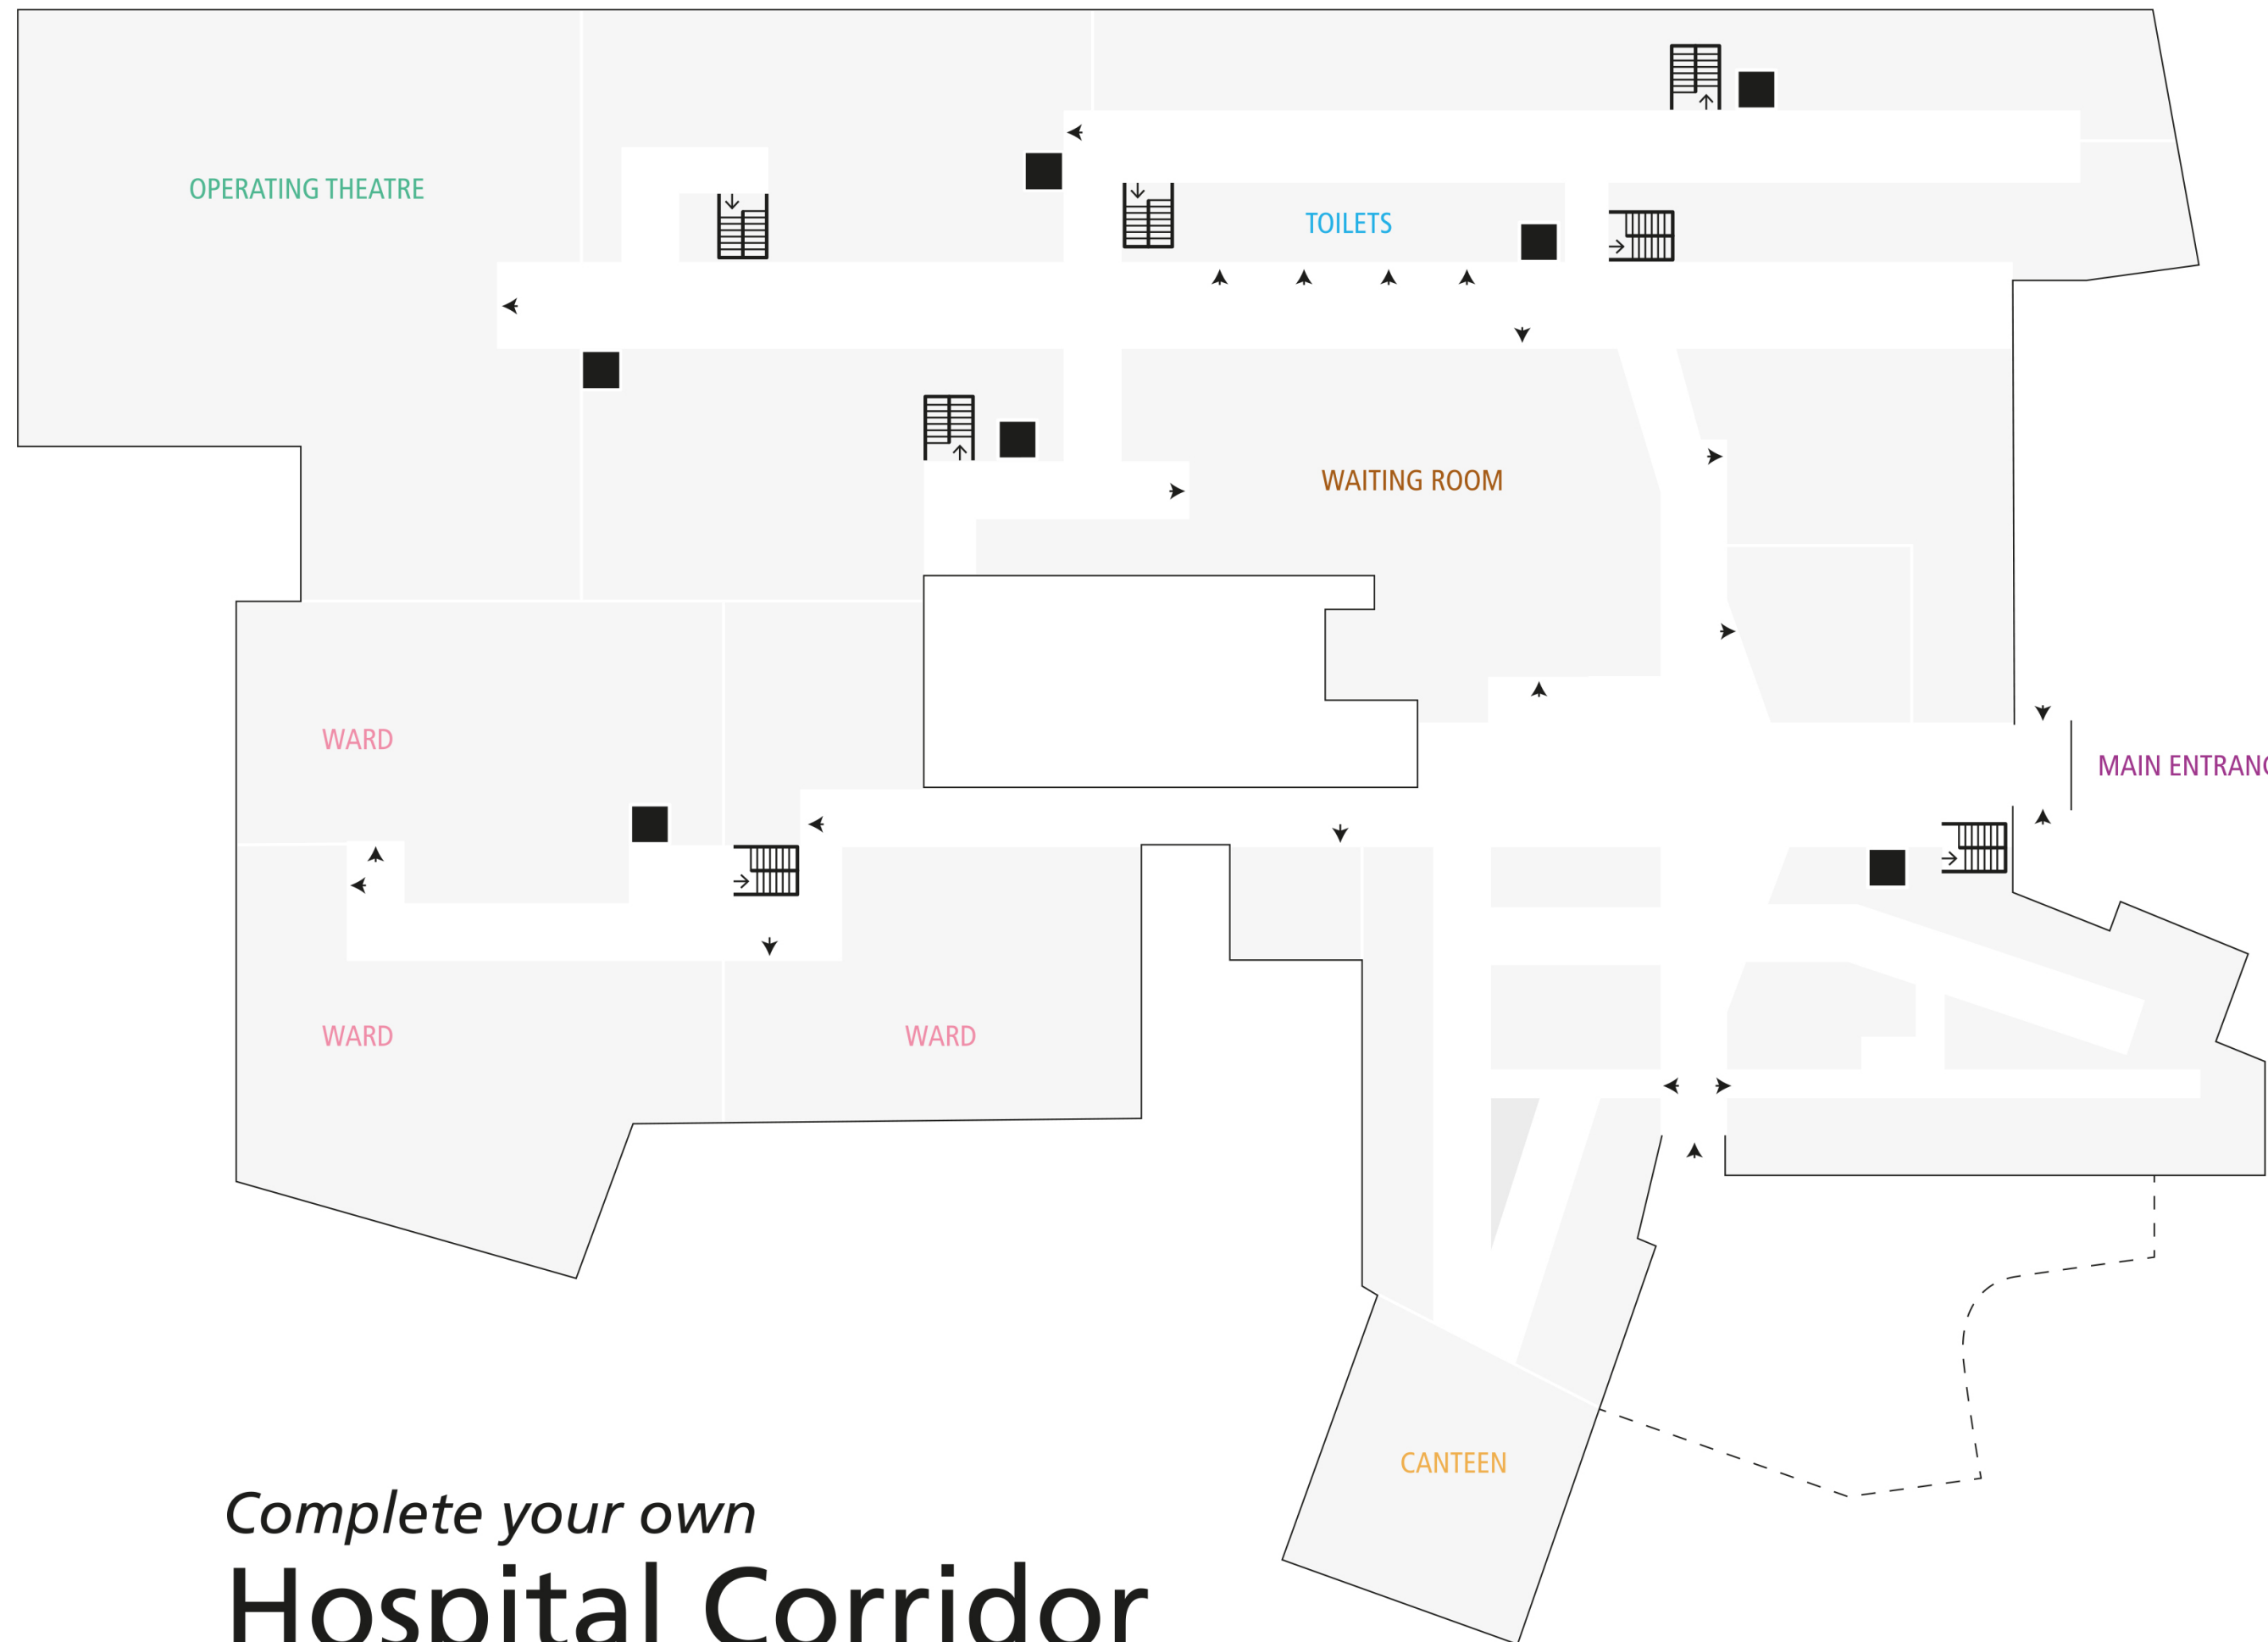 OPERATING THEATRE
TOILETS
WAITING ROOM
WARD
MAIN ENTRANC
WARD
WARD
CANTEEN
Complete your own
Hospital Corridor